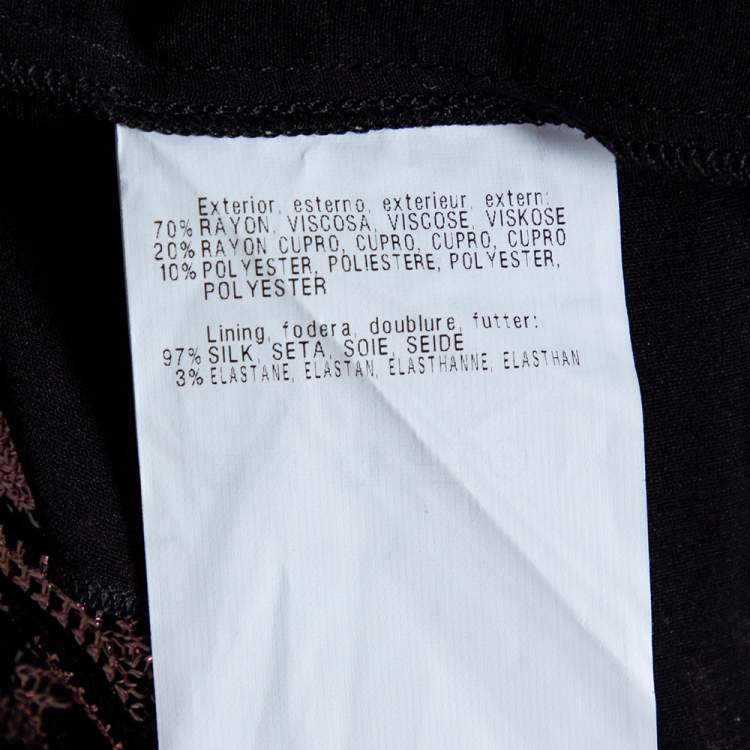 Exterior, esterno, exterieur, extern:
70% RAYON, VISCOSA, VISCOSE, VISKOSE
20% RAYON CUPRO, CUPRO, CUPRO, CUPRO
10% POLYESTER, POLIESTERE, POLYESTER,
POLYESTER
Lining, fodera, doublure, futter:
97% SILK, SETA, SOIE, SEIDE
3% ELASTANE, ELASTAN, ELASTHANNE, ELASTHAN